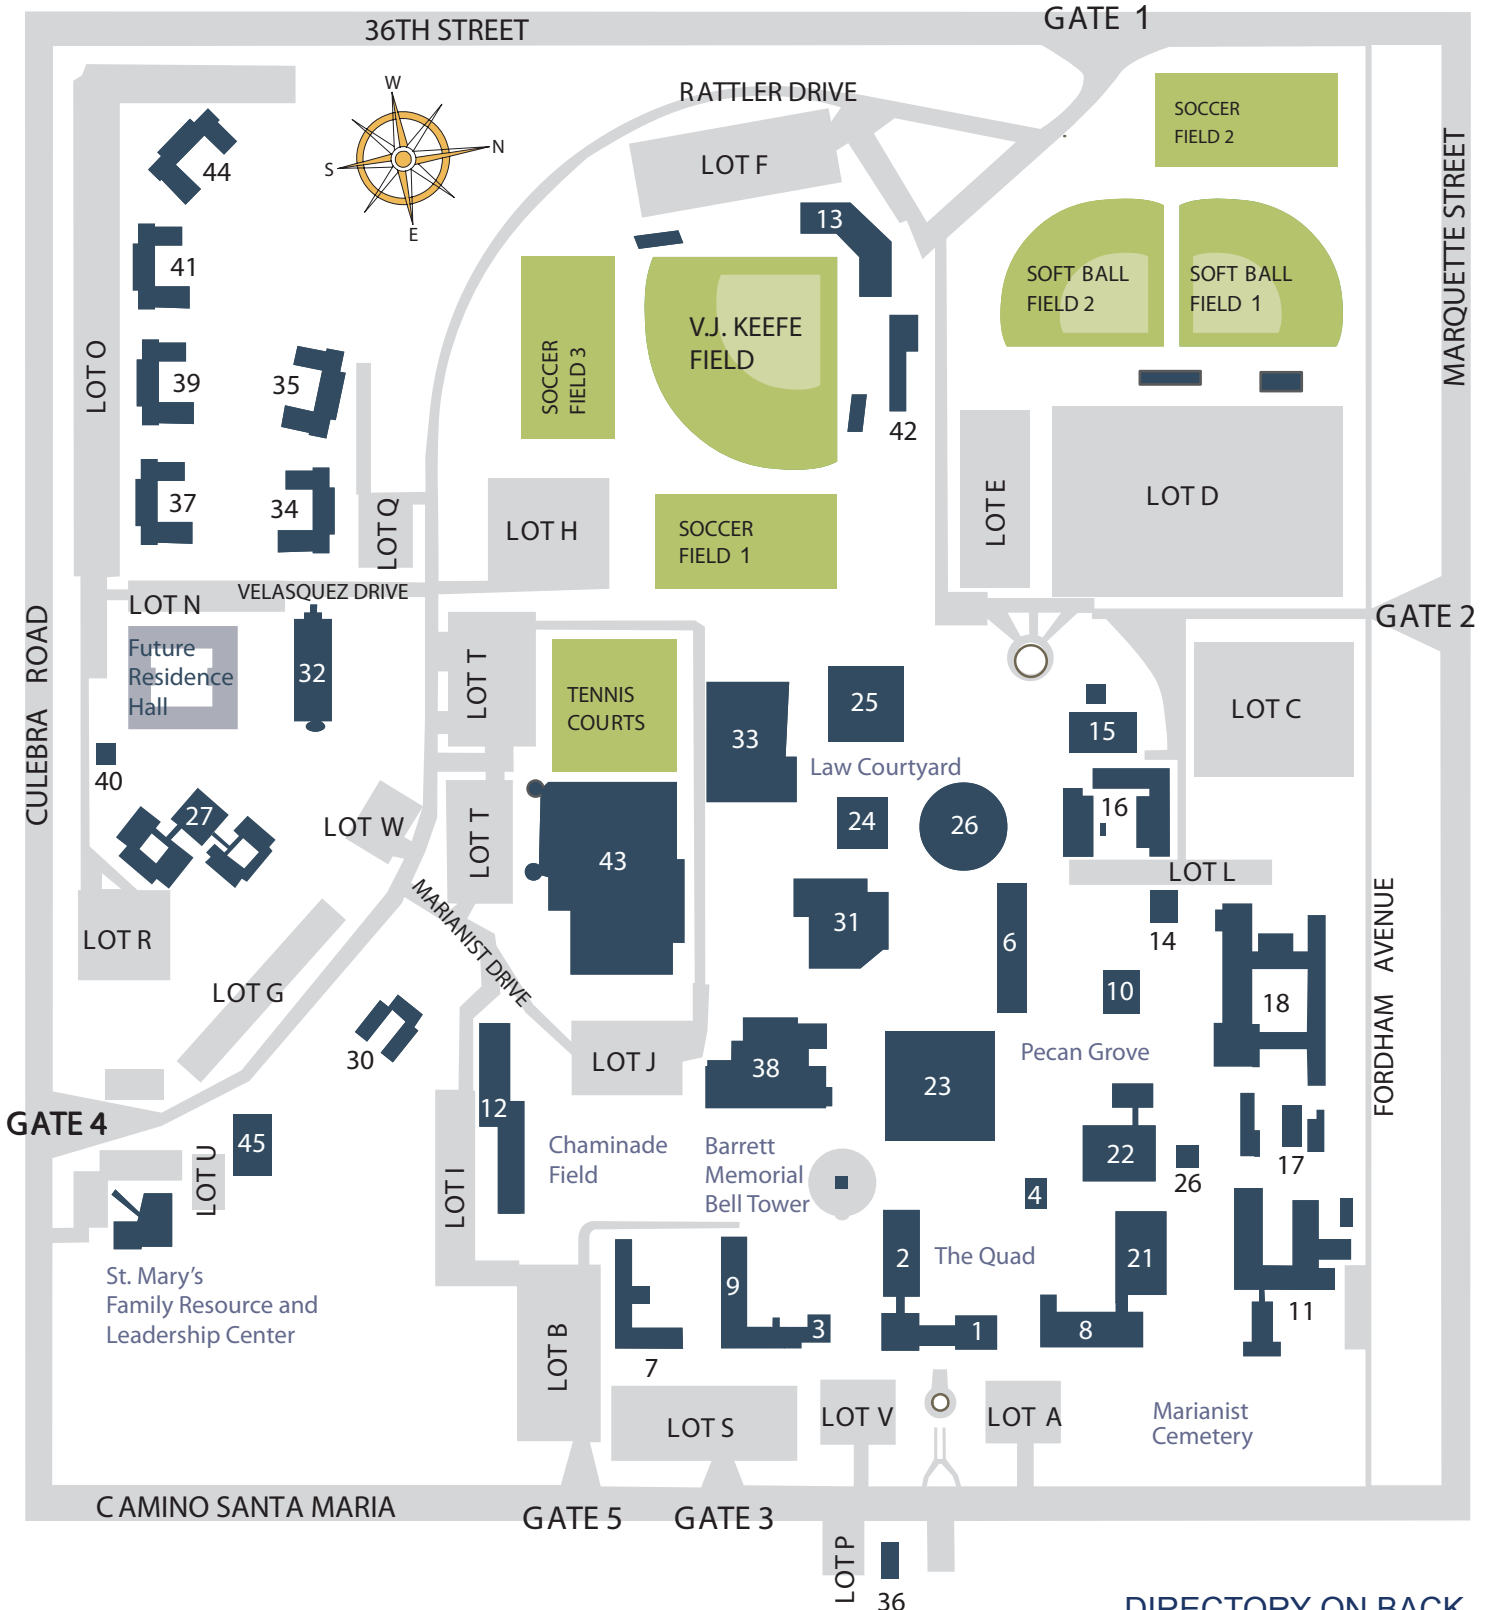 GATE 1
36TH STREET
W
N
S
E
RATTLER DRIVE
SOCCER
FIELD 2
LOT F
44
13
MARQUETTE STREET
41
SOFT BALL
FIELD 2
SOFT BALL
FIELD 1
V.J. KEEFE
FIELD
SOCCER
FIELD 3
LOT O
39
35
42
37
34
LOT Q
LOT H
SOCCER
FIELD 1
LOT E
LOT D
VELASQUEZ DRIVE
LOT N
GATE 2
CULEBRA ROAD
Future
Residence
Hall
32
LOT T
TENNIS
COURTS
33
25
15
LOT C
Law Courtyard
40
27
LOT W
LOT T
43
24
26
16
LOT L
MARIANIST DRIVE
31
6
14
FORDHAM AVENUE
LOT R
LOT G
10
18
30
LOT J
38
23
Pecan Grove
GATE 4
12
45
LOT U
LOT I
Chaminade
Field
Barrett
Memorial
Bell Tower
22
26
17
4
St. Mary's
Family Resource and
Leadership Center
2
The Quad
21
9
3
1
8
11
LOT B
7
LOT S
LOT V
LOT A
Marianist
Cemetery
CAMINO SANTA MARIA
GATE 5
GATE 3
LOT P
36
DIRECTORY ON BACK